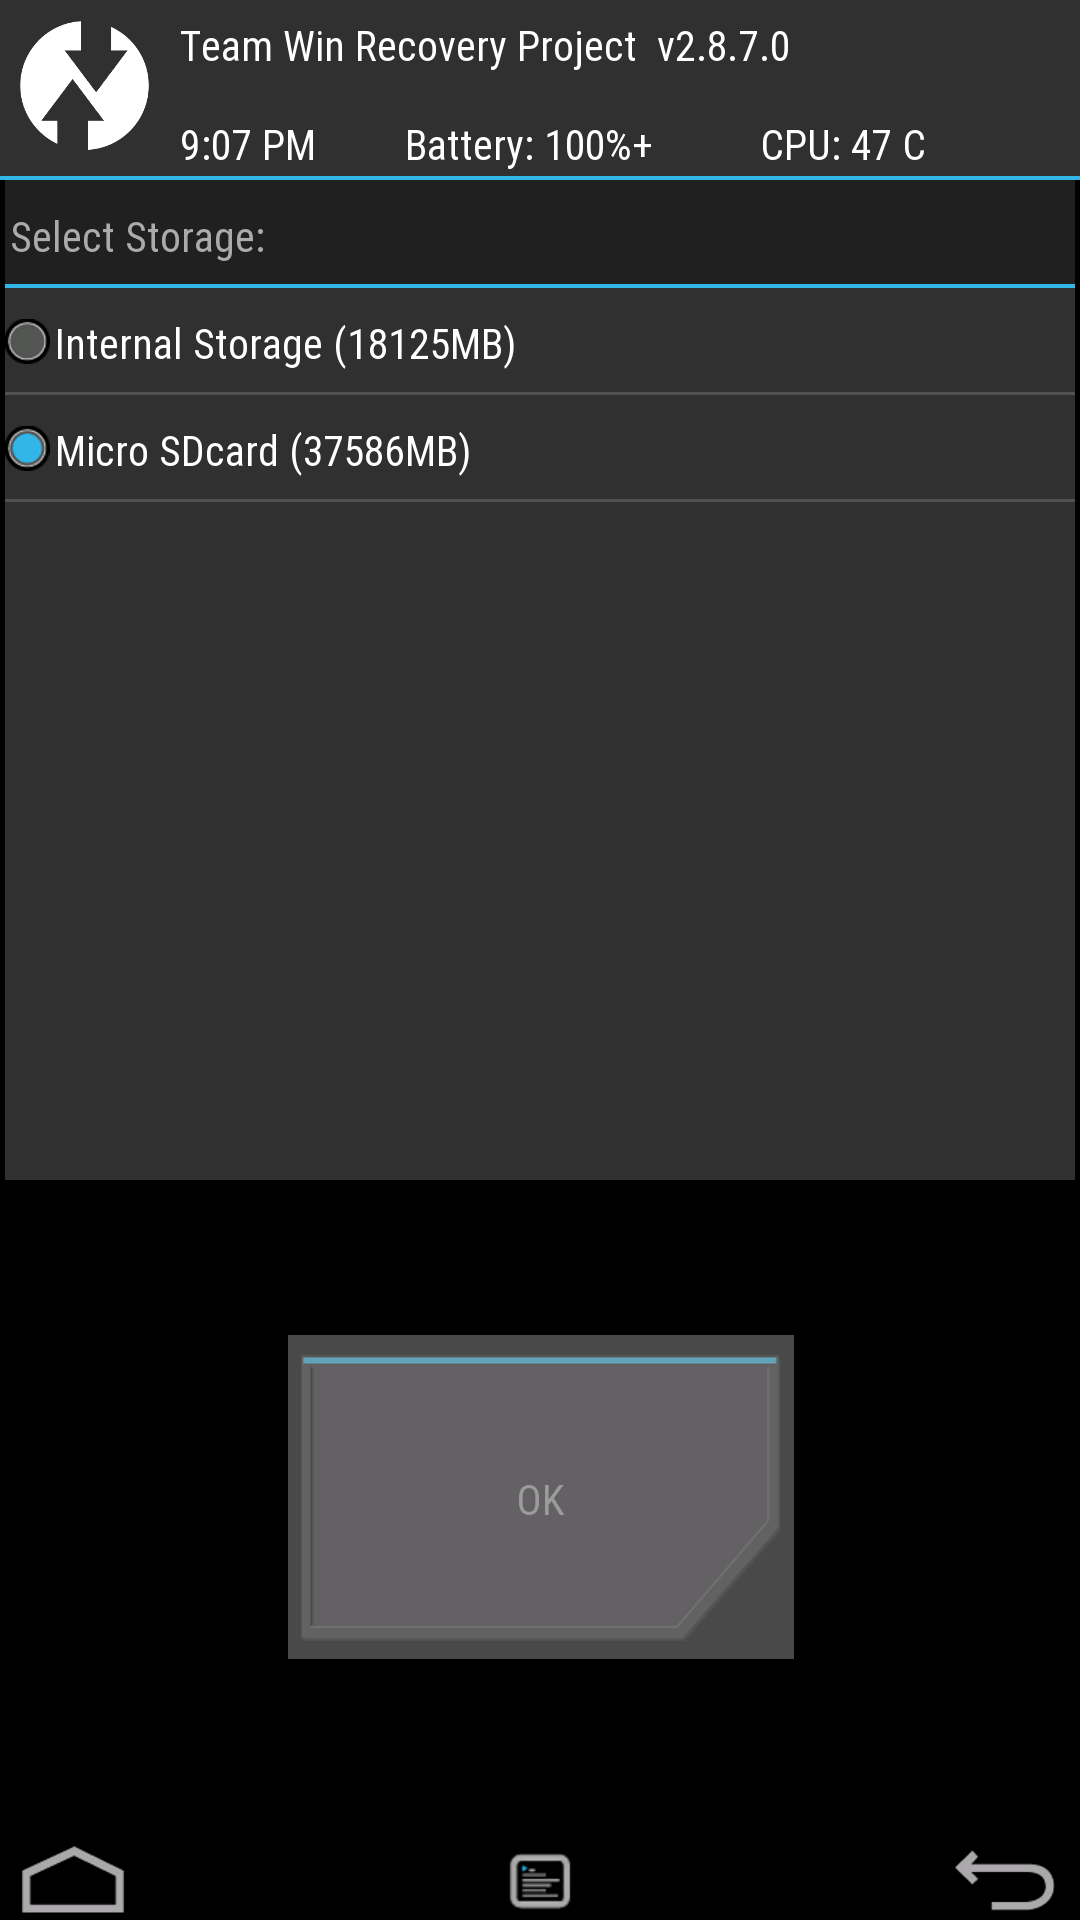 Team Win Recovery Project  v2.8.7.0
9:07 PM Battery: 100%+ CPU: 47 C
Select Storage:
Internal Storage (18125MB)
Micro SDcard (37586MB)
OK